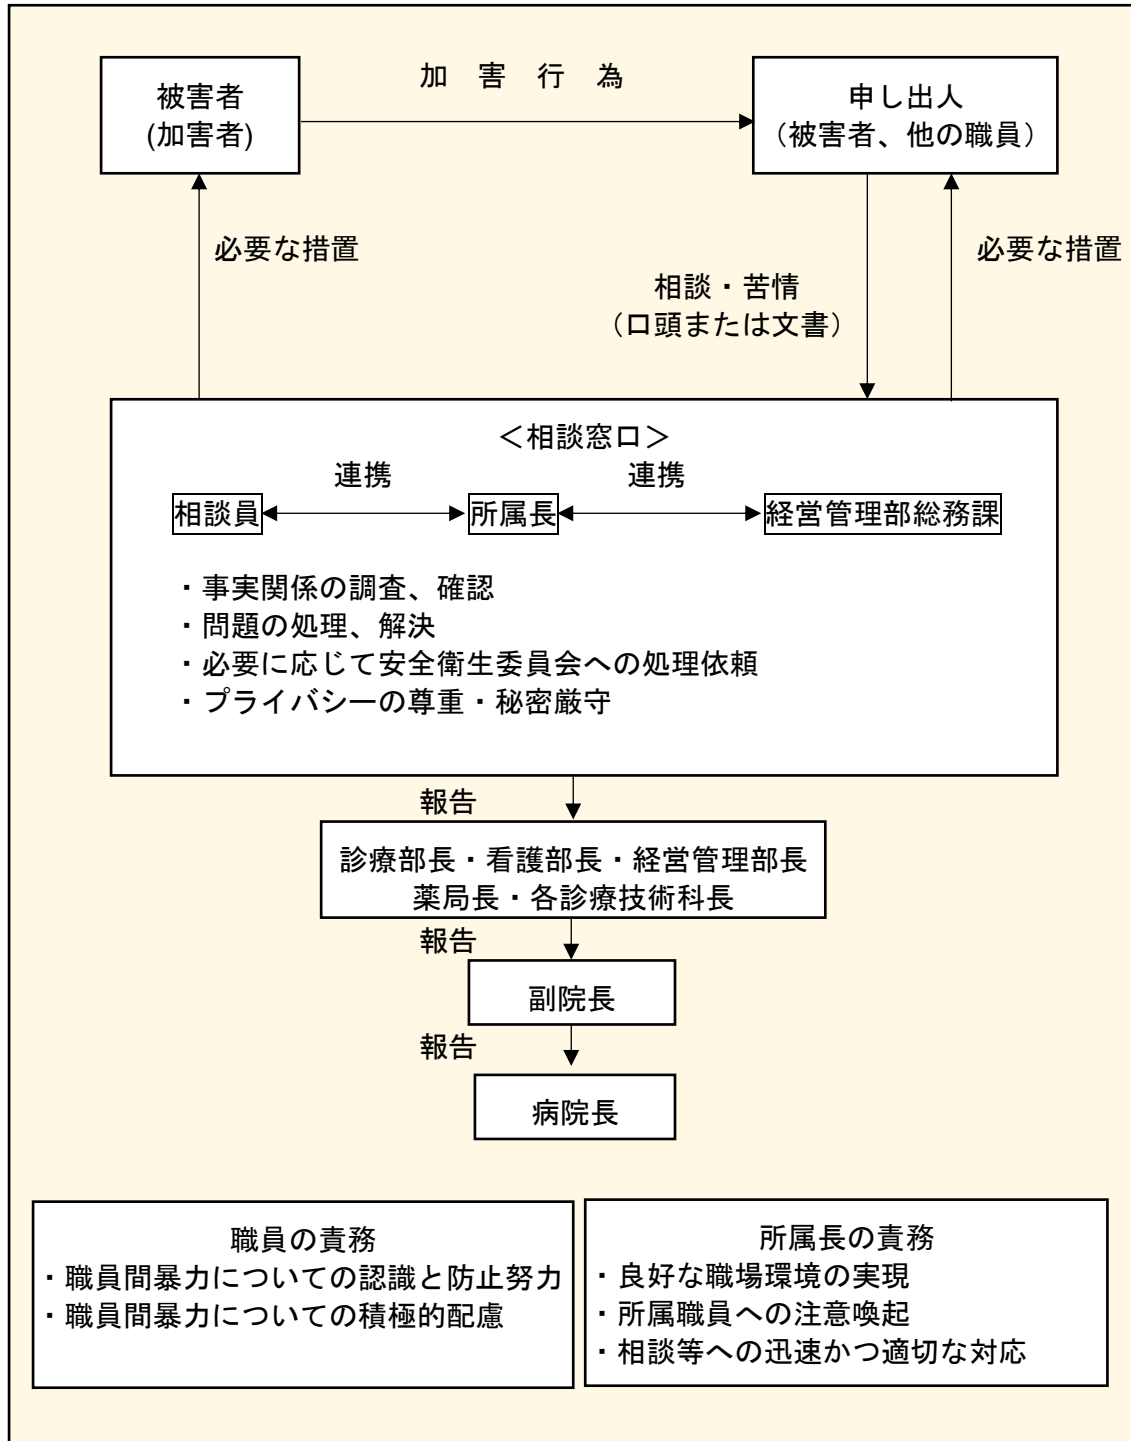 加 害 行 為
被害者
(加害者)
申し出人
（被害者、他の職員）
必要な措置
必要な措置
相談・苦情
（口頭または文書）
＜相談窓口＞
連携
連携
相談員
所属長
経営管理部総務課
・事実関係の調査、確認
・問題の処理、解決
・必要に応じて安全衛生委員会への処理依頼
・プライバシーの尊重・秘密厳守
報告
診療部長・看護部長・経営管理部長
薬局長・各診療技術科長
報告
副院長
報告
病院長
職員の責務
・職員間暴力についての認識と防止努力
・職員間暴力についての積極的配慮
所属長の責務
・良好な職場環境の実現
・所属職員への注意喚起
・相談等への迅速かつ適切な対応